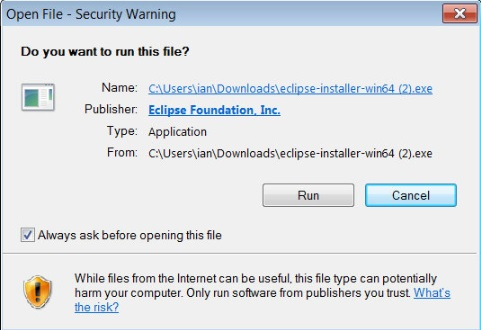 Open File - Security Warning
Do you want to run this file?
Name: C:\Users\ian\Downloads\eclipse-installer-win64 (2).exe
Publisher: Eclipse Foundation, Inc.
Type: Application
From: C:\Users\ian\Downloads\eclipse-installer-win64 (2).exe
Run Cancel
Always ask before opening this file
While files from the Internet can be useful, this file type can potentially
harm your computer. Only run software from publishers you trust. What's
the risk?